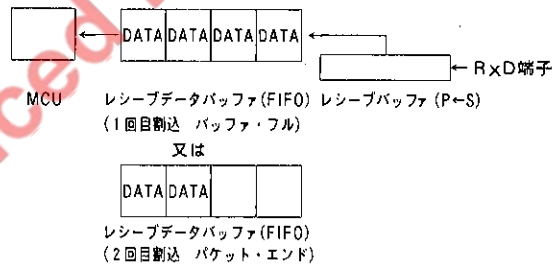 DATA DATA DATA DATA
← RxD端子
MCU レシーブデータバッファ(FIFO) レシーブバッファ(P←S)
(1回目割込 バッファ・フル)
又は
DATA DATA
レシーブデータバッファ(FIFO)
(2回目割込 パケット・エンド)